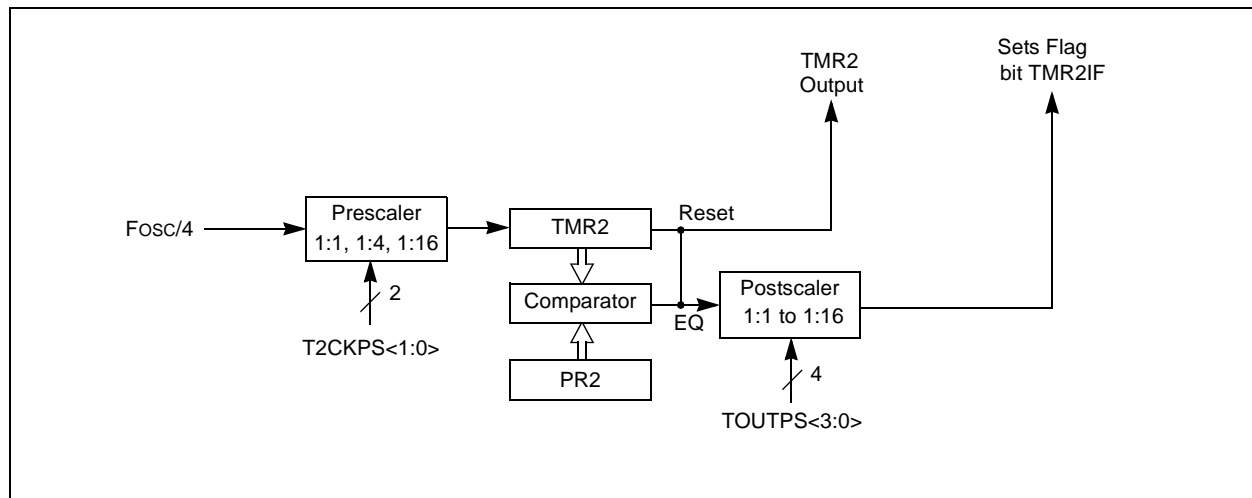 Sets Flag
bit TMR2IF
TMR2
Output
Fosc/4
Prescaler
1:1, 1:4, 1:16
2
T2CKPS<1:0>
TMR2
Reset
Comparator
EQ
PR2
Postscaler
1:1 to 1:16
4
TOUTPS<3:0>